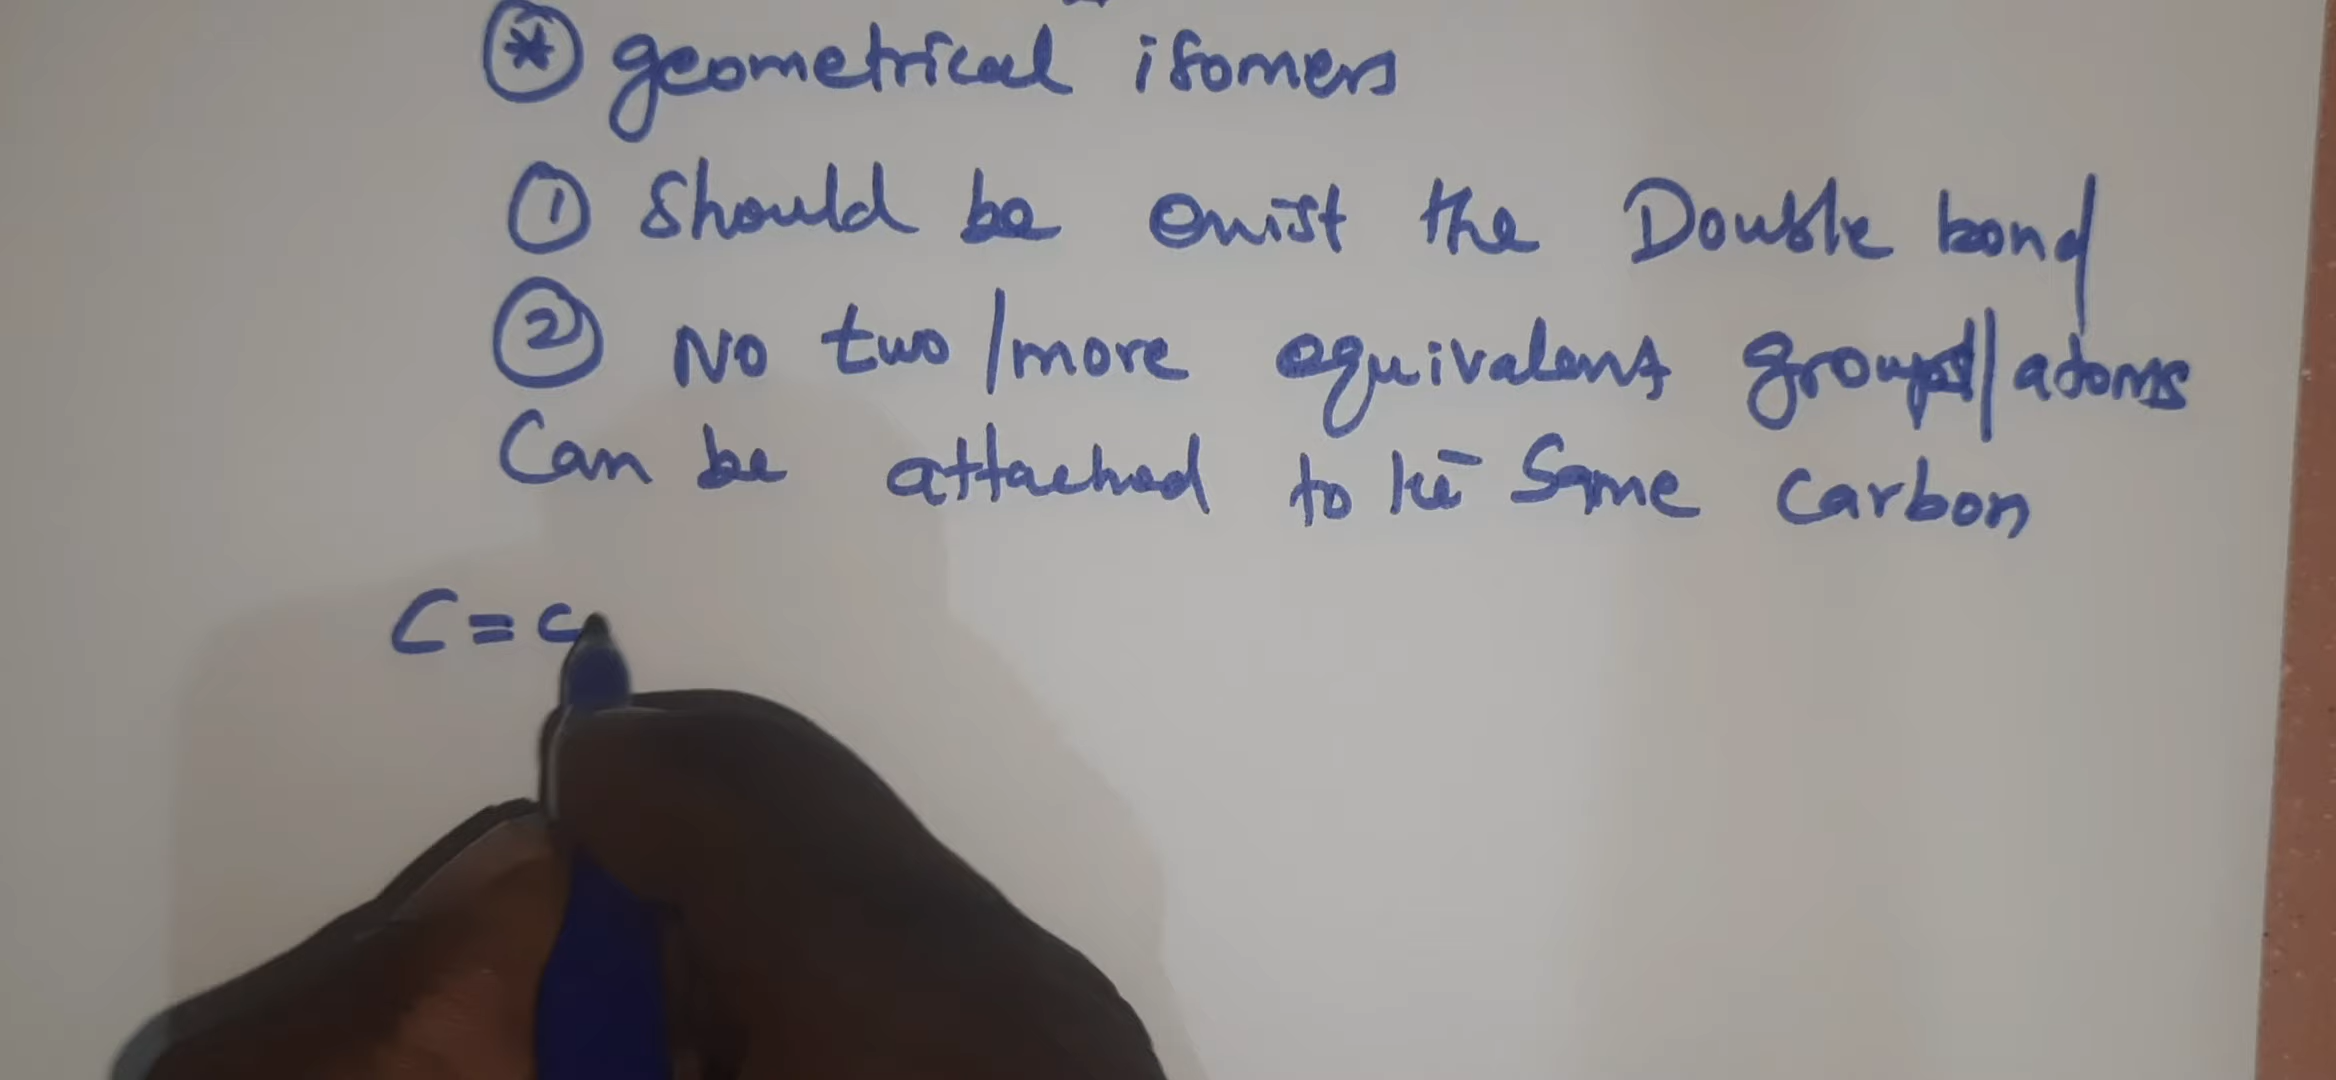 * geometrical isomers
1 Should be exist the Double bond
2 No two/more equivalent groups/atoms
Can be attached to the Same carbon
C = C